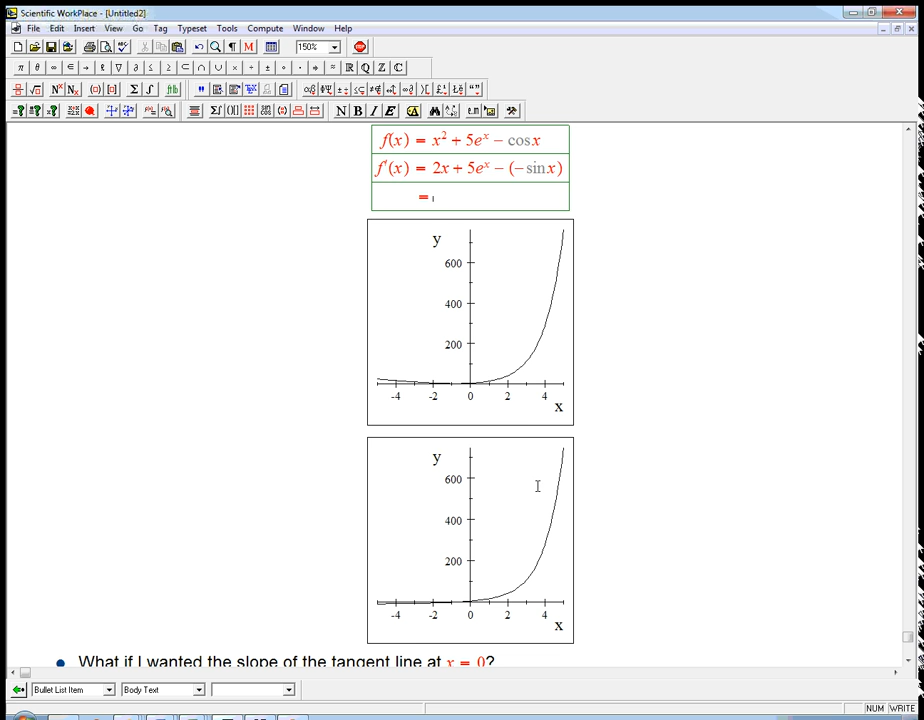 Scientific WorkPlace - [Untitled2]
File Edit Insert View Go Tag Typeset Tools Compute Window Help
150%
f(x) = x² + 5eˣ − cos x
f′(x) = 2x + 5eˣ − (− sin x)
=
y
600
400
200
-4 -2 0 2 4
x
y
600
400
200
-4 -2 0 2 4
x
What if I wanted the slope of the tangent line at x = 0?
Bullet List Item Body Text
NUM WRITE